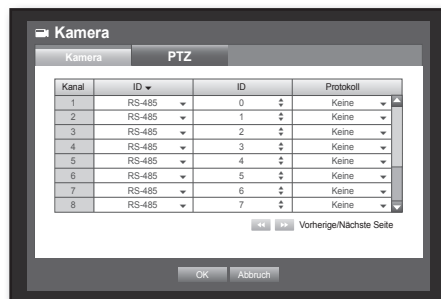 Kamera
Kamera PTZ
Kanal ID ID Protokoll
1 RS-485 0 Keine
2 RS-485 1 Keine
3 RS-485 2 Keine
4 RS-485 3 Keine
5 RS-485 4 Keine
6 RS-485 5 Keine
7 RS-485 6 Keine
8 RS-485 7 Keine
Vorherige/Nächste Seite
OK Abbruch